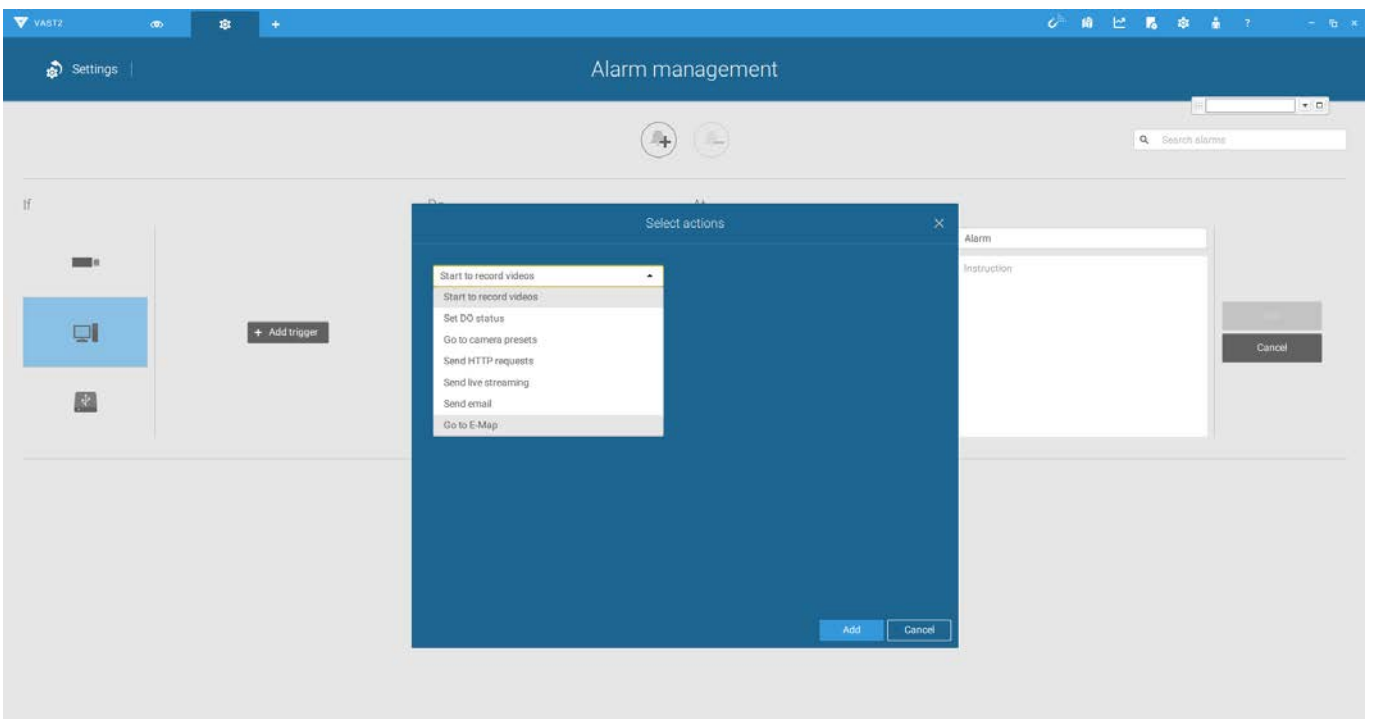 VAST2
?
Settings
Alarm management
Search alarms
If
Select actions
Alarm
Start to record videos
Instruction
Start to record videos
Set DO status
+ Add trigger
Go to camera presets
Cancel
Send HTTP requests
Send live streaming
Send email
Go to E-Map
Add
Cancel